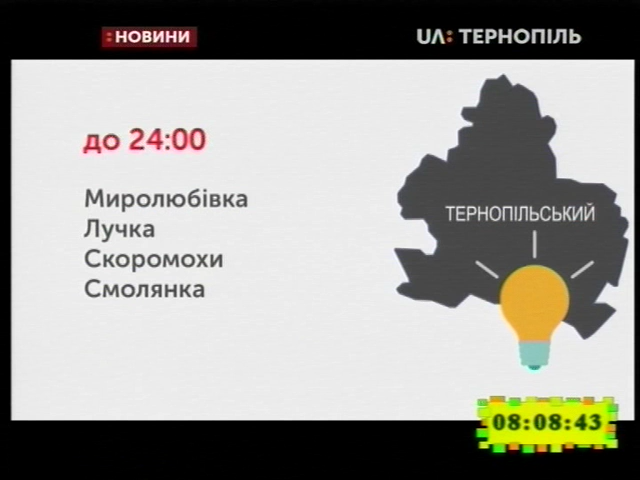 :НОВИНИ
UA: ТЕРНОПІЛЬ
до 24:00
Миролюбівка
Лучка
Скоромохи
Смолянка
ТЕРНОПІЛЬСЬКИЙ
08:08:43